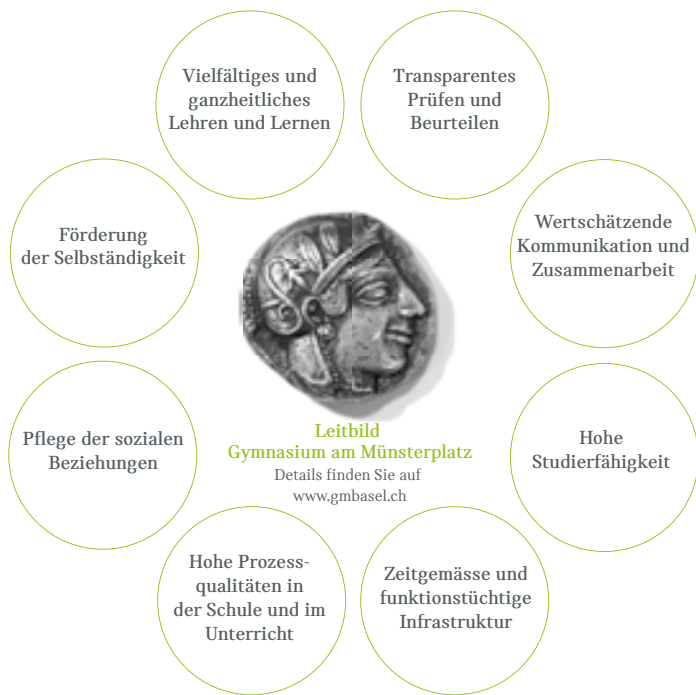 Vielfältiges und
ganzheitliches
Lehren und Lernen
Transparentes
Prüfen und
Beurteilen
Förderung
der Selbständigkeit
Wertschätzende
Kommunikation und
Zusammenarbeit
Leitbild
Gymnasium am Münsterplatz
Details finden Sie auf
www.gmbasel.ch
Pflege der sozialen
Beziehungen
Hohe
Studierfähigkeit
Hohe Prozess-
qualitäten in
der Schule und im
Unterricht
Zeitgemässe und
funktionstüchtige
Infrastruktur